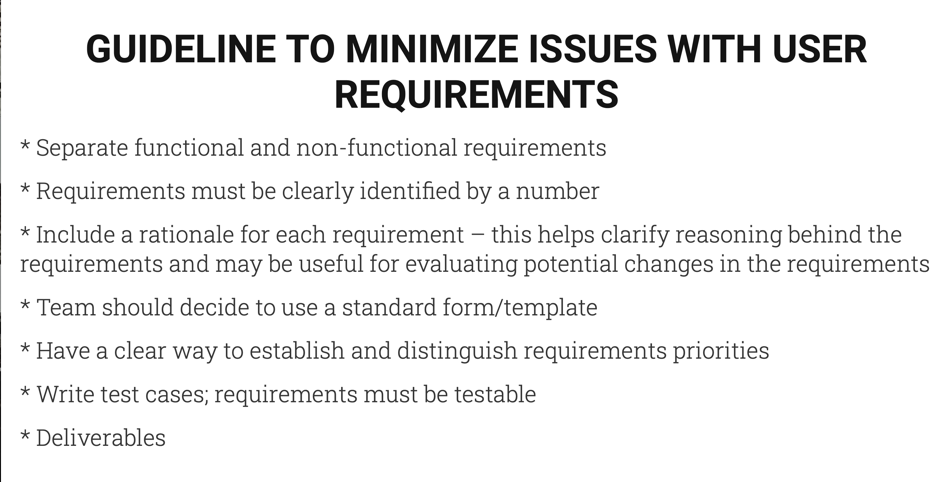 GUIDELINE TO MINIMIZE ISSUES WITH USER
REQUIREMENTS
* Separate functional and non-functional requirements
* Requirements must be clearly identified by a number
* Include a rationale for each requirement – this helps clarify reasoning behind the
requirements and may be useful for evaluating potential changes in the requirements
* Team should decide to use a standard form/template
* Have a clear way to establish and distinguish requirements priorities
* Write test cases; requirements must be testable
* Deliverables